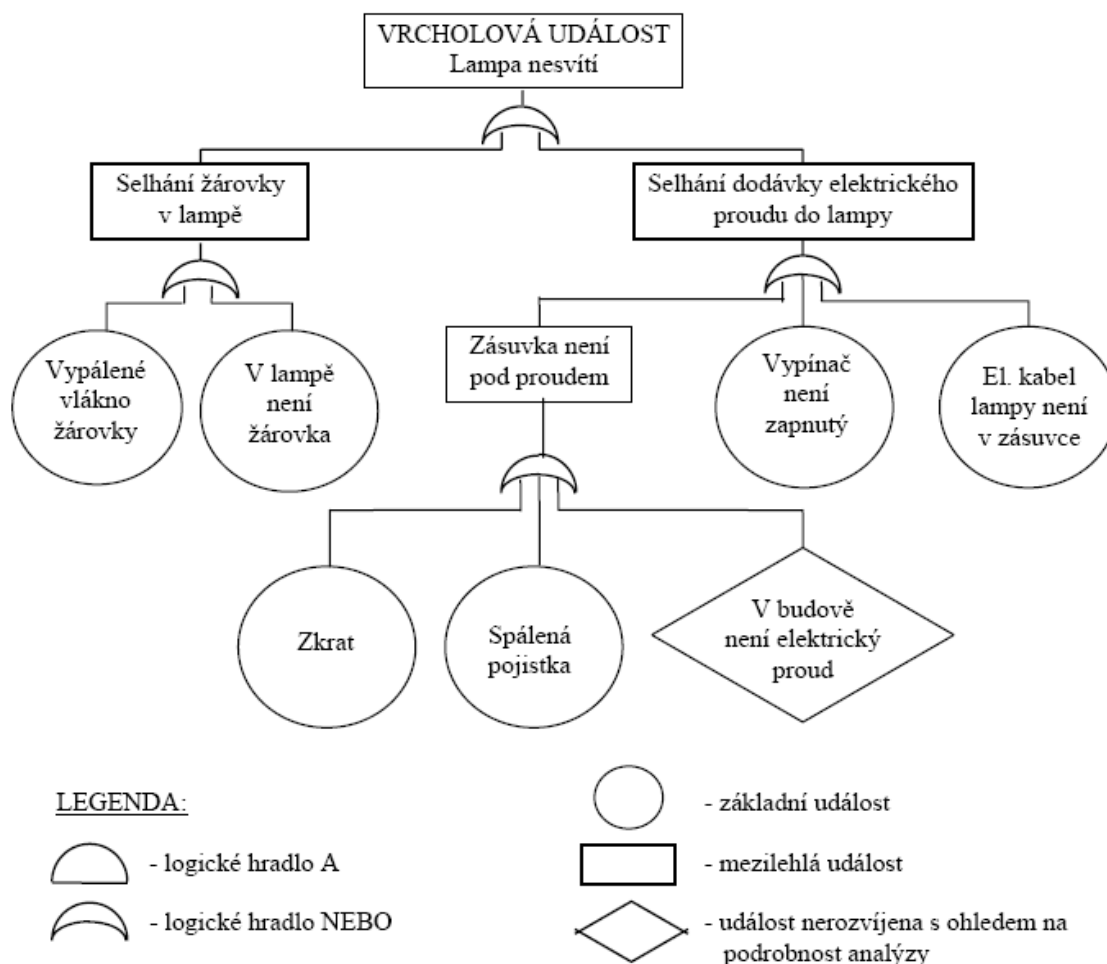 VRCHOLOVÁ UDÁLOST
Lampa nesvítí
Selhání žárovky
v lampě
Selhání dodávky elektrického
proudu do lampy
Vypálené
vlákno
žárovky
V lampě
není
žárovka
Zásuvka není
pod proudem
Vypínač
není
zapnutý
El. kabel
lampy není
v zásuvce
Zkrat
Spálená
pojistka
V budově
není elektrický
proud
LEGENDA:
- logické hradlo A
- logické hradlo NEBO
- základní událost
- mezilehlá událost
- událost nerozvíjena s ohledem na
podrobnost analýzy